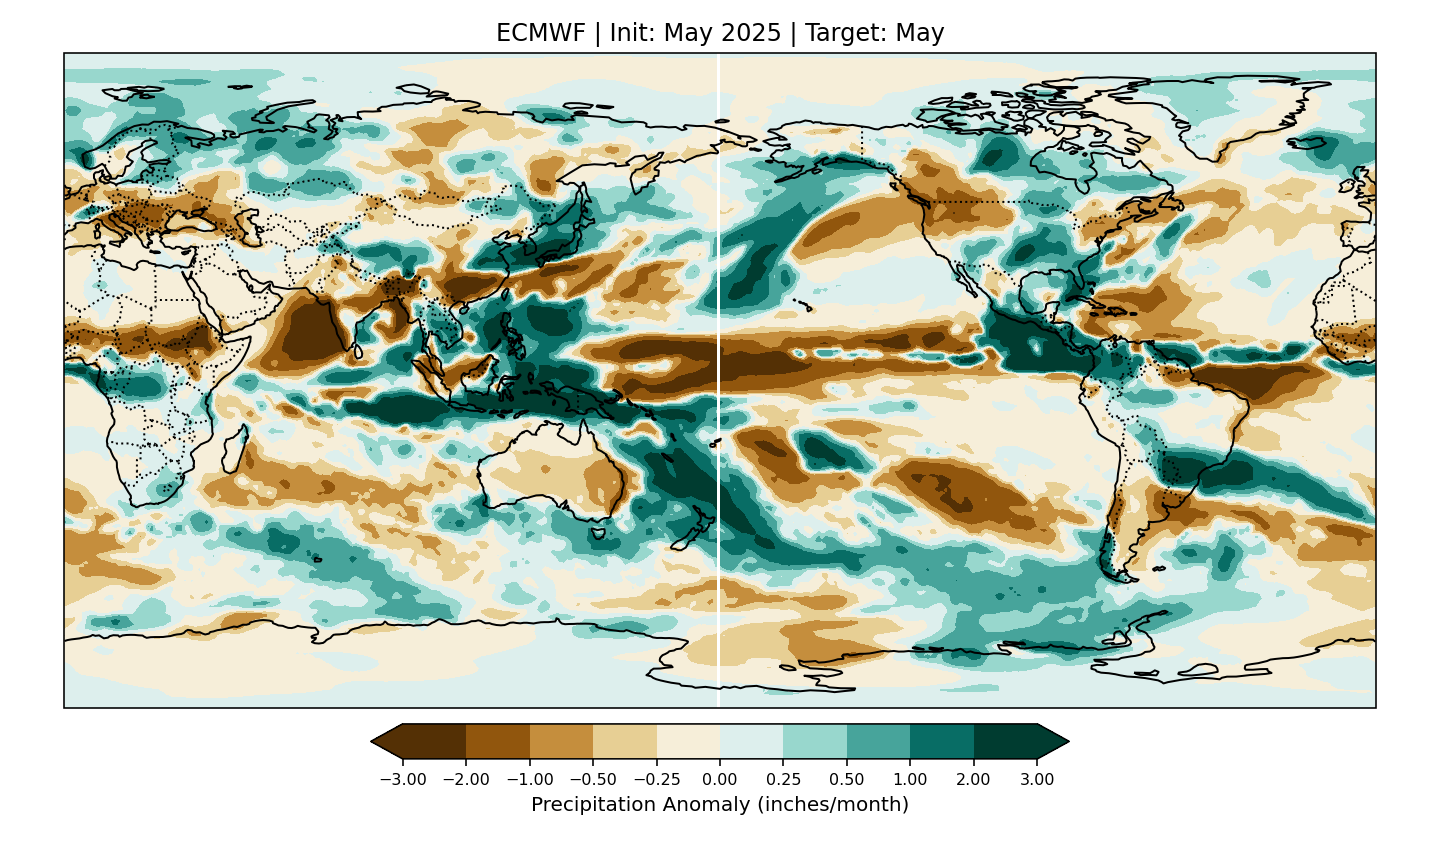 ECMWF | Init: May 2025 | Target: May
−3.00 −2.00 −1.00 −0.50 −0.25 0.00 0.25 0.50 1.00 2.00 3.00
Precipitation Anomaly (inches/month)